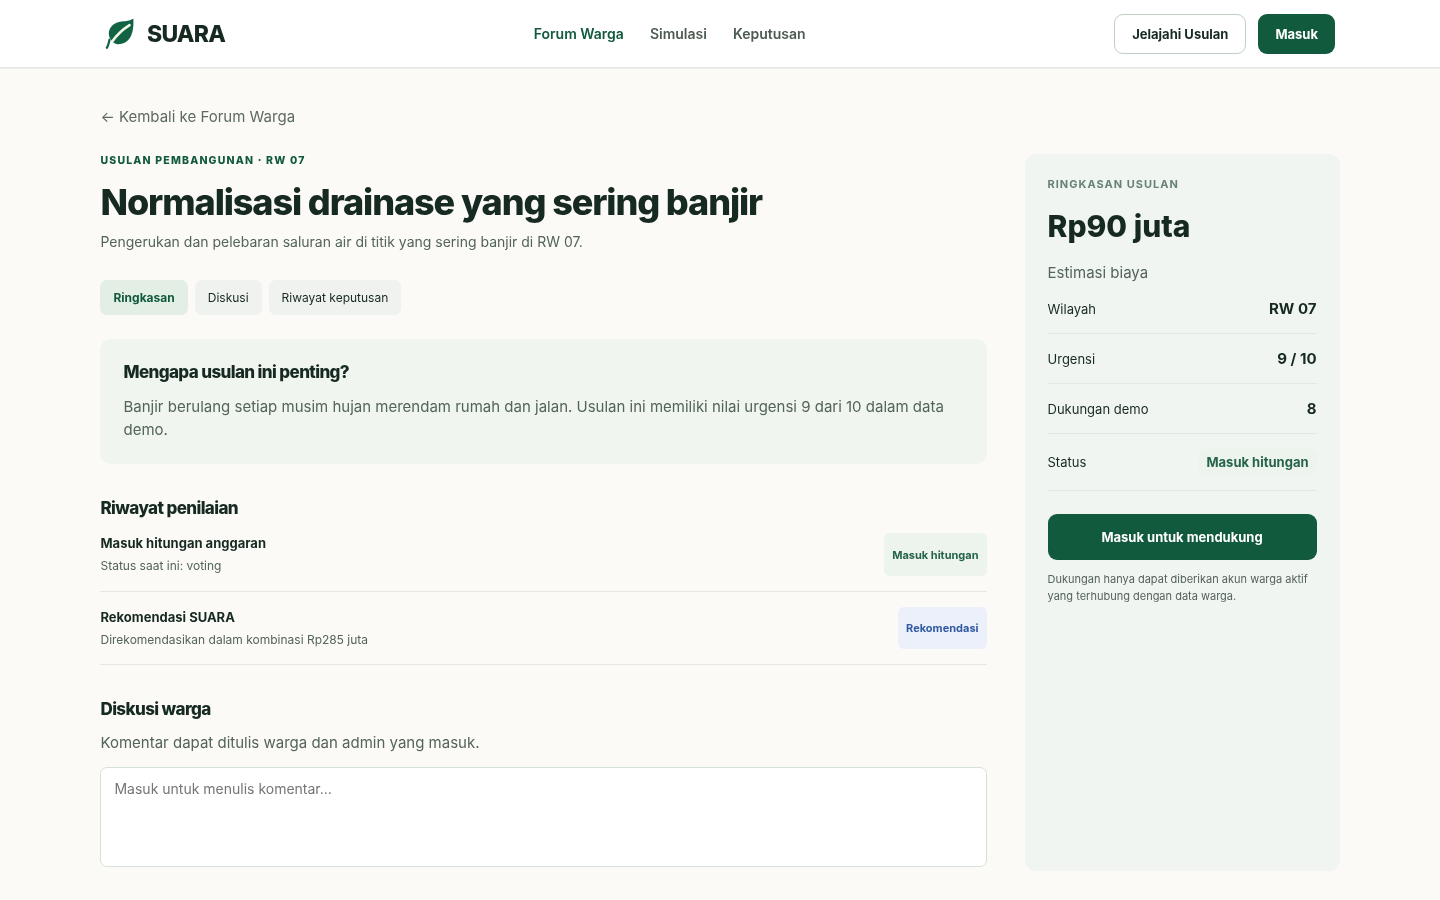 SUARA
Forum Warga
Simulasi
Keputusan
Jelajahi Usulan
Masuk
← Kembali ke Forum Warga
USULAN PEMBANGUNAN · RW 07
Normalisasi drainase yang sering banjir
Pengerukan dan pelebaran saluran air di titik yang sering banjir di RW 07.
Ringkasan
Diskusi
Riwayat keputusan
Mengapa usulan ini penting?
Banjir berulang setiap musim hujan merendam rumah dan jalan. Usulan ini memiliki nilai urgensi 9 dari 10 dalam data
demo.
Riwayat penilaian
Masuk hitungan anggaran
Status saat ini: voting
Masuk hitungan
Rekomendasi SUARA
Direkomendasikan dalam kombinasi Rp285 juta
Rekomendasi
Diskusi warga
Komentar dapat ditulis warga dan admin yang masuk.
Masuk untuk menulis komentar...
RINGKASAN USULAN
Rp90 juta
Estimasi biaya
Wilayah RW 07
Urgensi 9 / 10
Dukungan demo 8
Status Masuk hitungan
Masuk untuk mendukung
Dukungan hanya dapat diberikan akun warga aktif
yang terhubung dengan data warga.